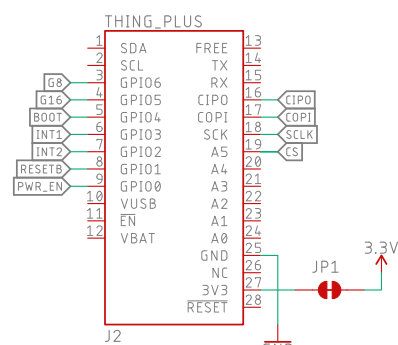 THING_PLUS
1 SDA FREE 13
2 SCL TX 14
G8 3 GPIO6 RX 15
G16 4 GPIO5 CIPO 16 CIPO
BOOT 5 GPIO4 COPI 17 COPI
INT1 6 GPIO3 SCK 18 SCLK
INT2 7 GPIO2 A5 19 CS
RESETB 8 GPIO1 A4 20
PWR_EN 9 GPIO0 A3 21
10 VUSB A2 22
11 EN A1 23
12 VBAT A0 24
GND 25
NC 26
3V3 27
RESET 28
JP1
3.3V
J2